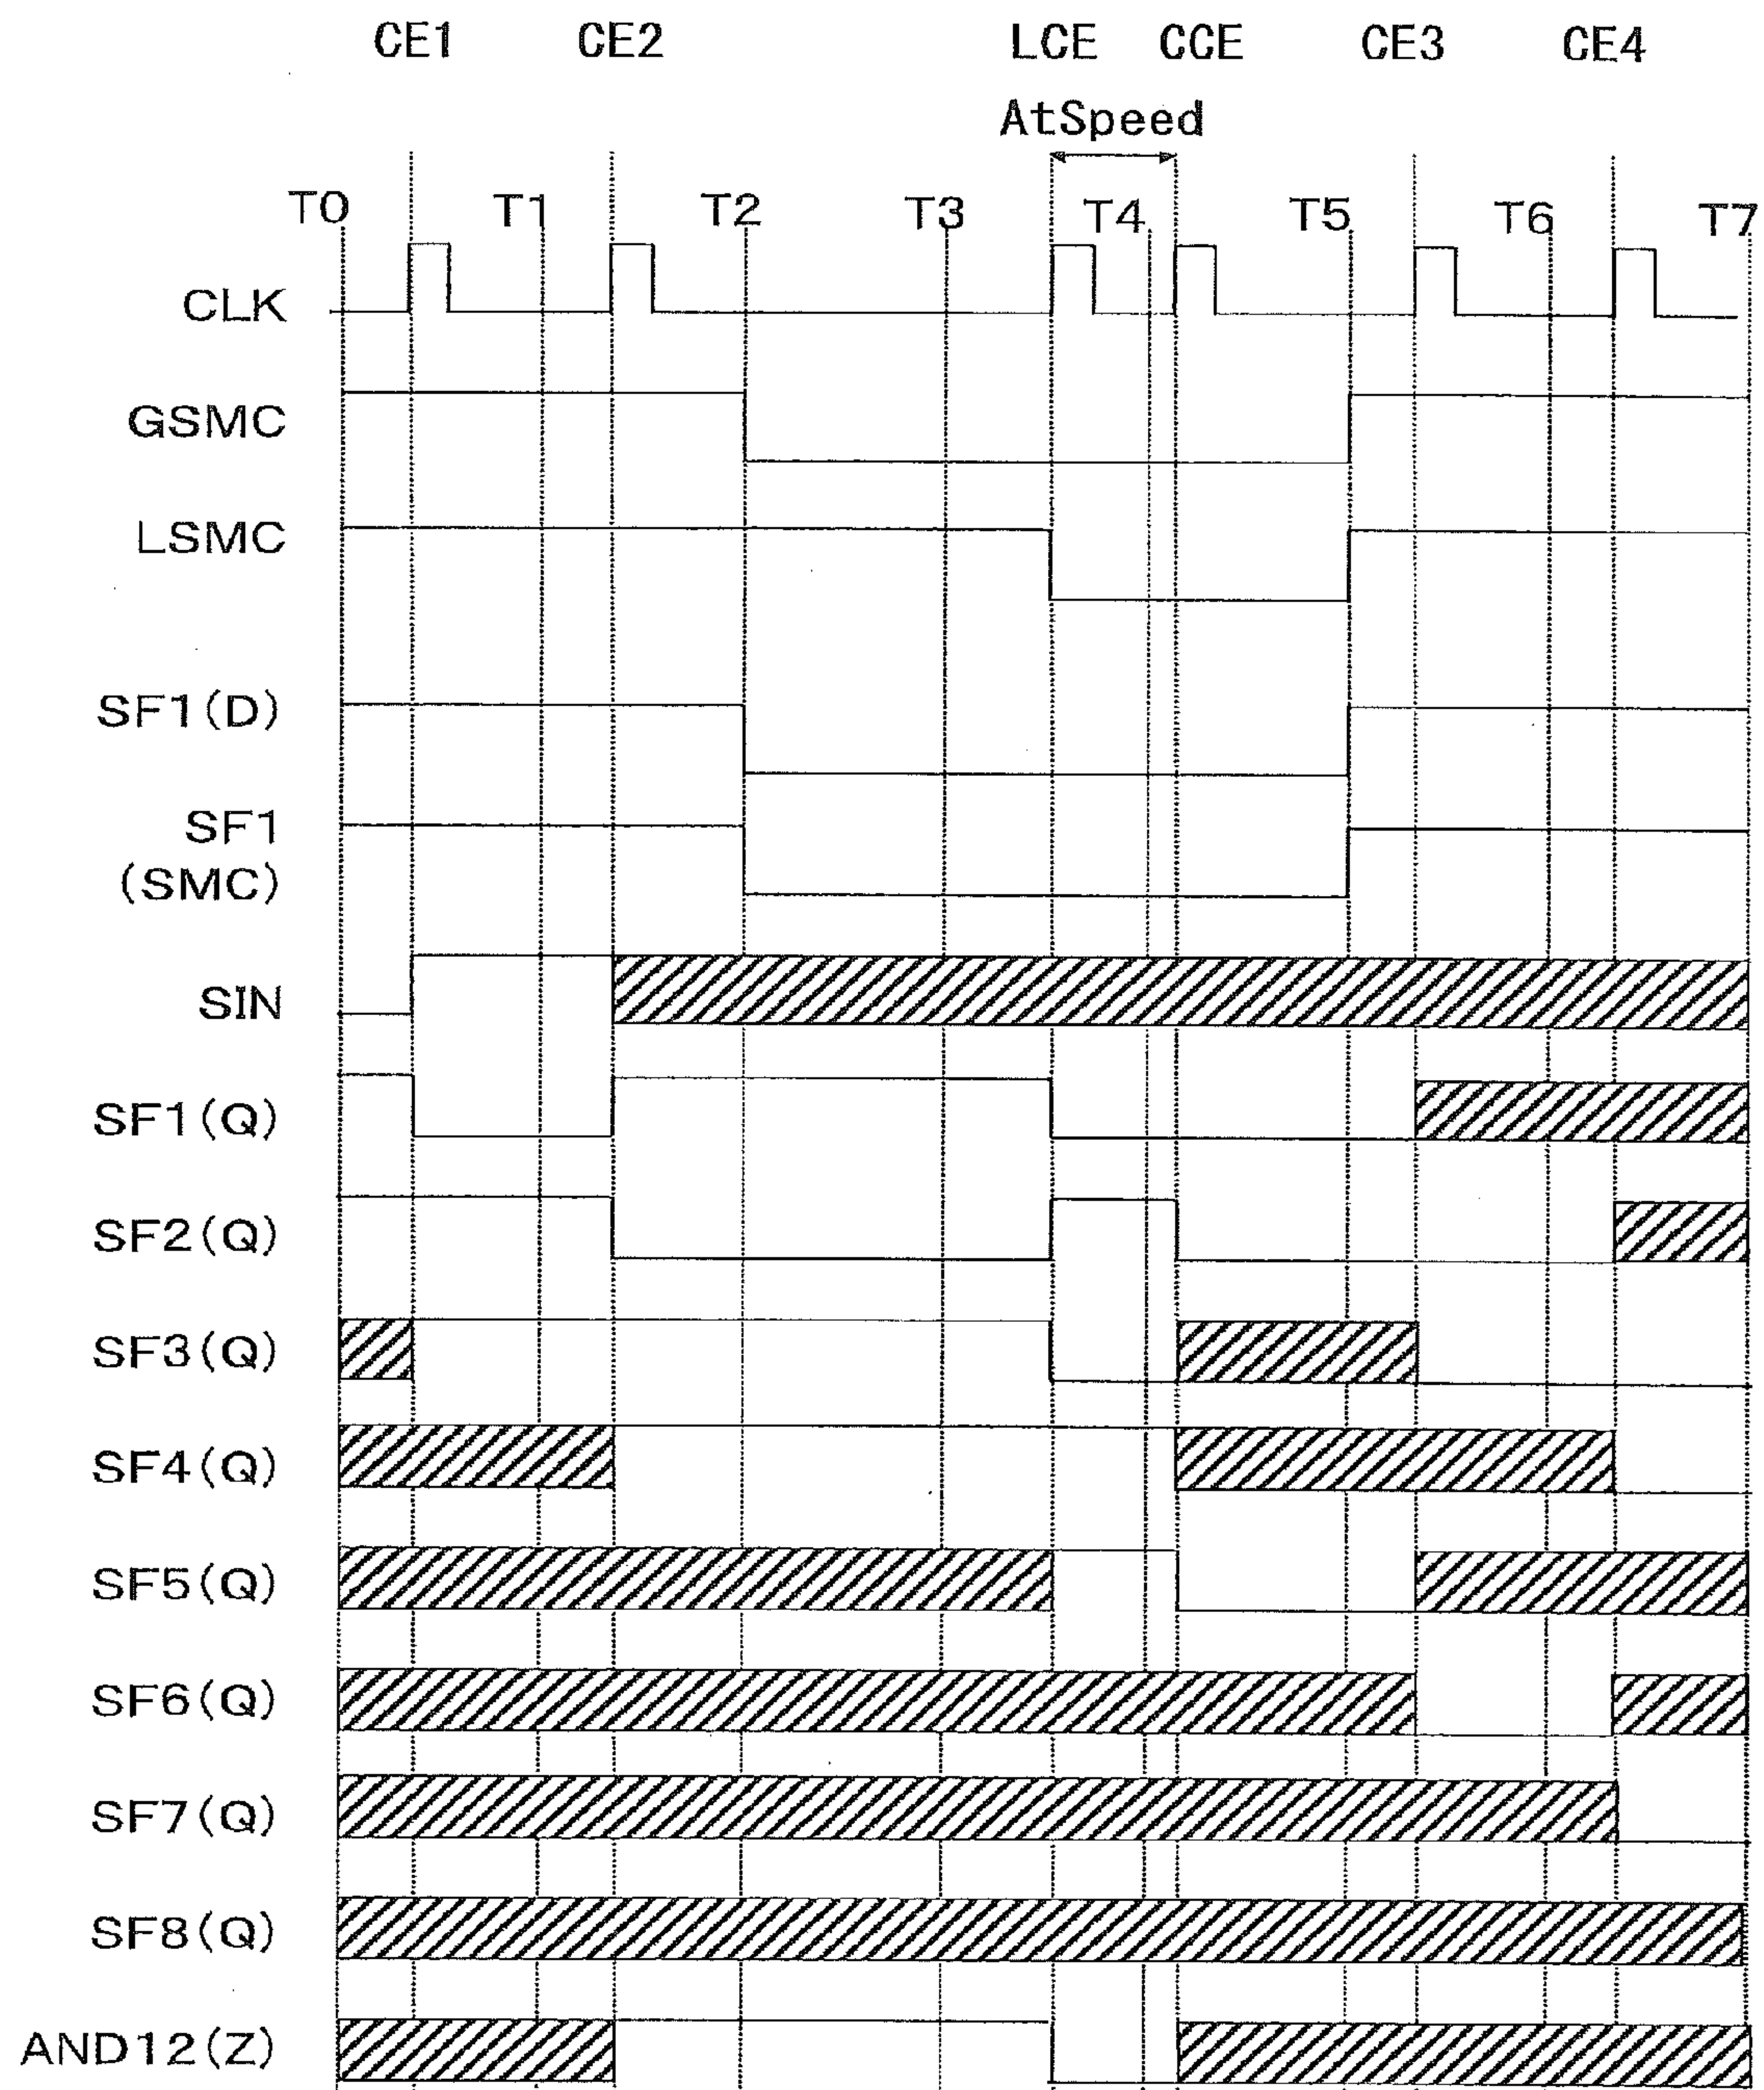 CE1 CE2 LCE CCE CE3 CE4
AtSpeed
T0 T1 T2 T3 T4 T5 T6 T7
CLK
GSMC
LSMC
SF1(D)
SF1
(SMC)
SIN
SF1(Q)
SF2(Q)
SF3(Q)
SF4(Q)
SF5(Q)
SF6(Q)
SF7(Q)
SF8(Q)
AND12(Z)